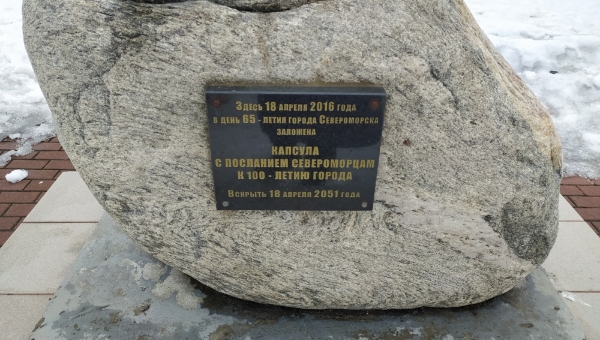 Здесь 18 апреля 2016 года
в день 65 - летия города Североморска
заложена
капсула
с посланием североморцам
к 100 - летию города
Вскрыть 18 апреля 2051 года